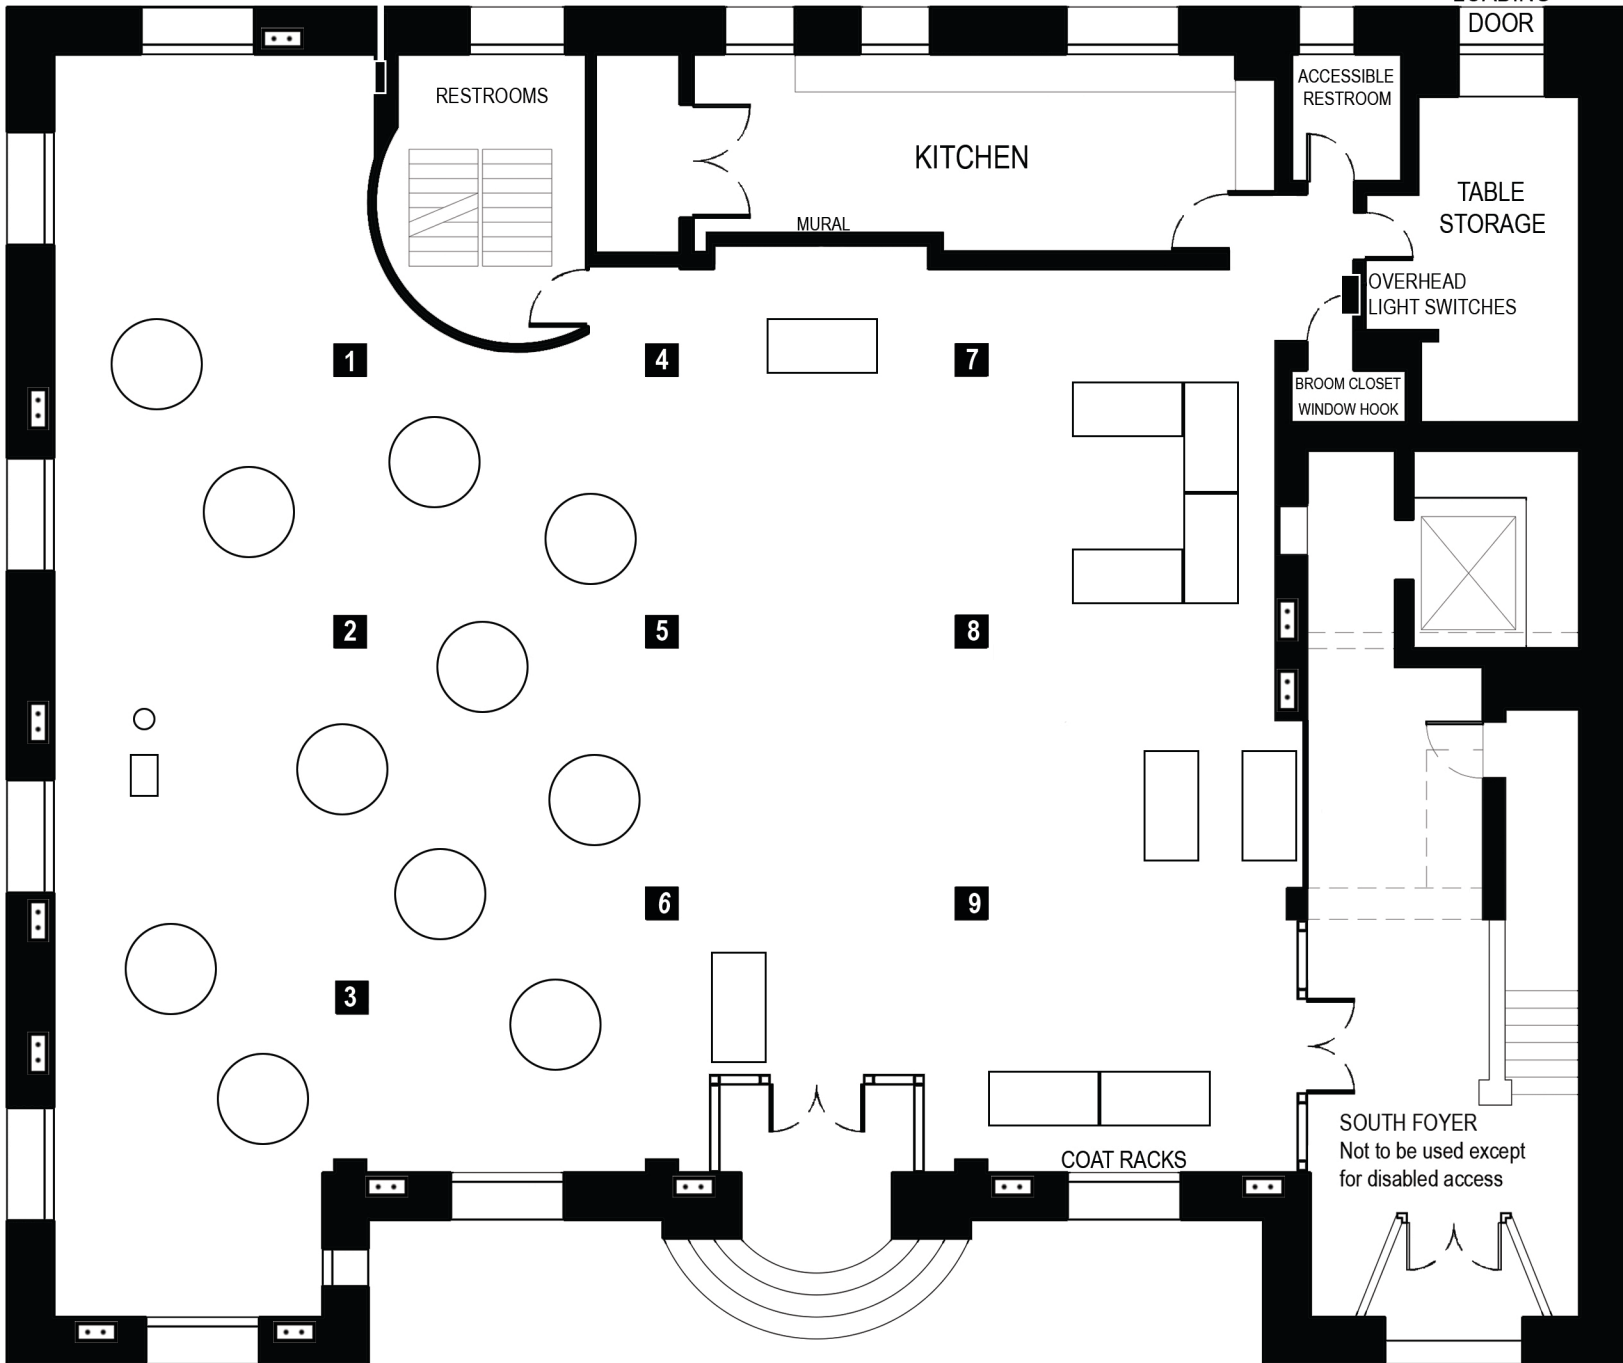 DOOR
ACCESSIBLE
RESTROOM
RESTROOMS
KITCHEN
TABLE
STORAGE
MURAL
OVERHEAD
LIGHT SWITCHES
1
4
7
BROOM CLOSET
WINDOW HOOK
2
5
8
6
9
3
SOUTH FOYER
Not to be used except
for disabled access
COAT RACKS